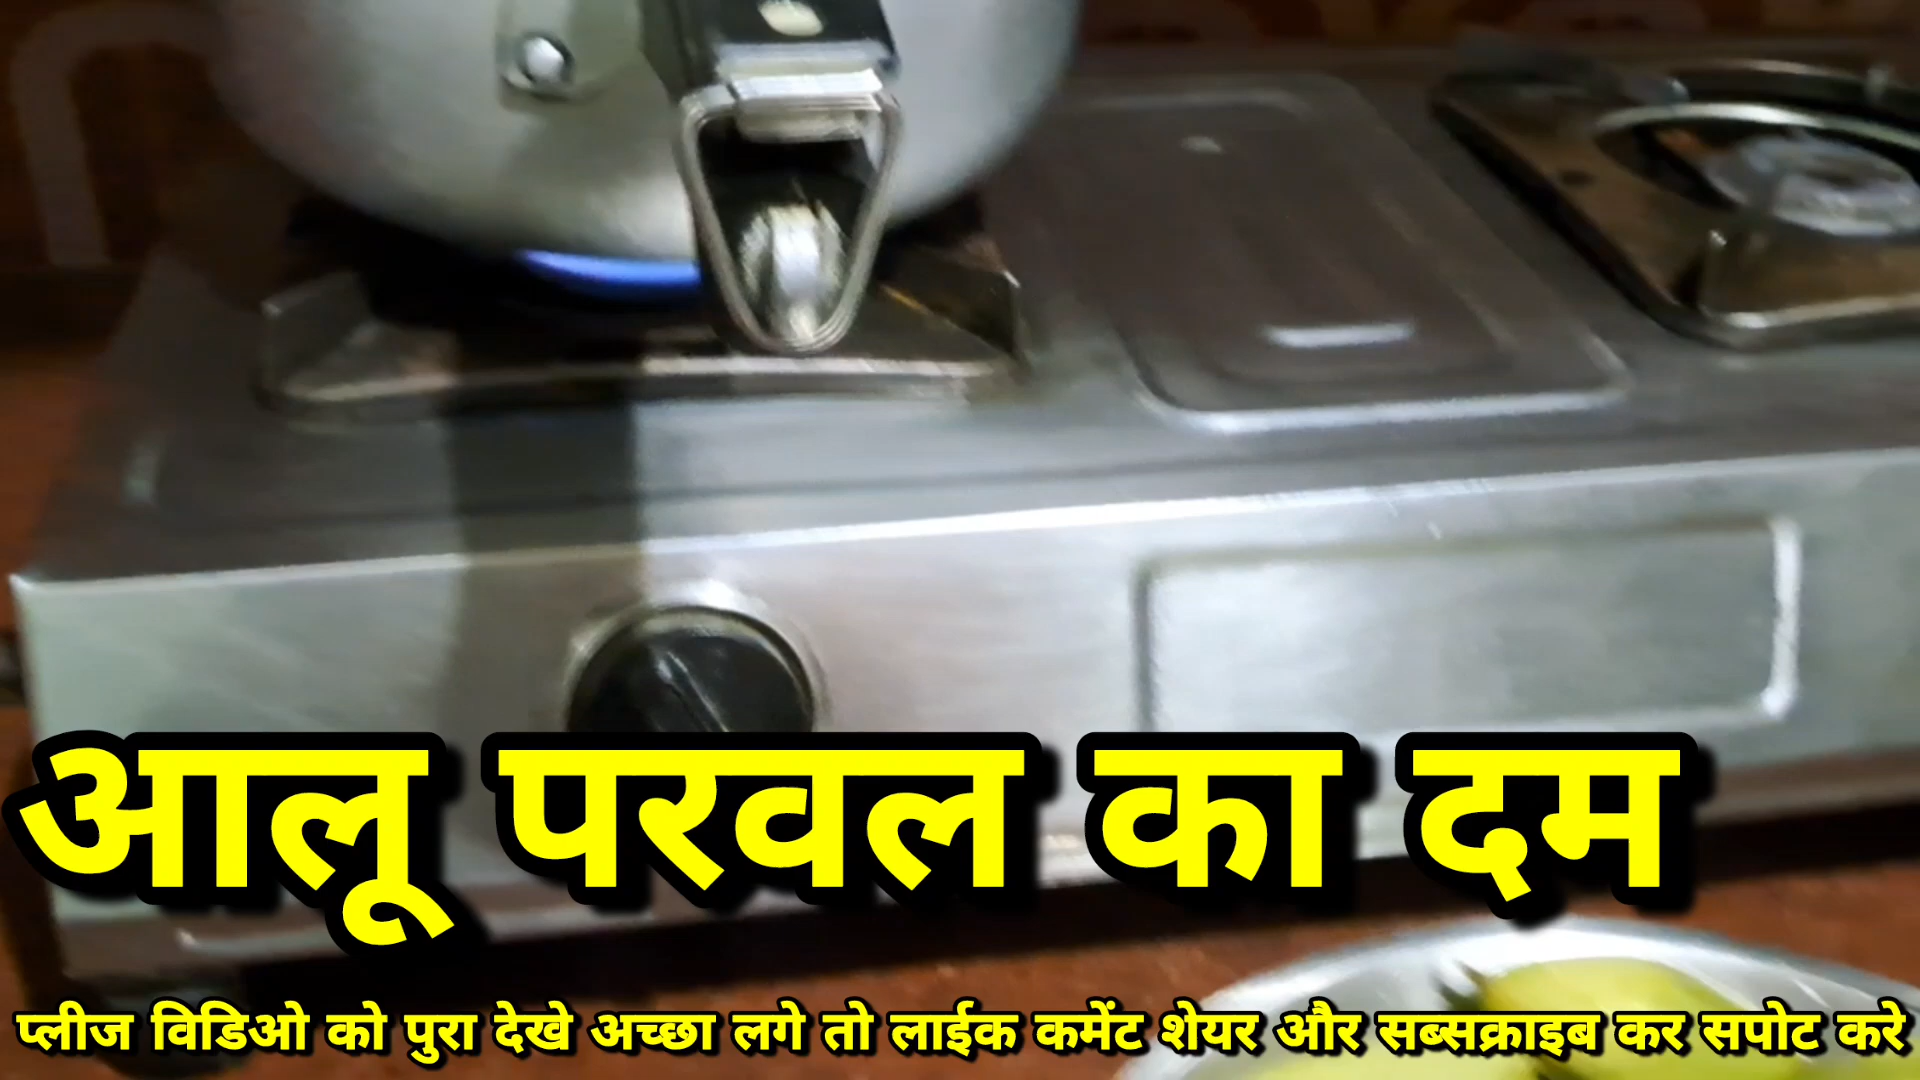 आलू परवल का दम
प्लीज विडिओ को पुरा देखे अच्छा लगे तो लाईक कमेंट शेयर और सब्सक्राइब कर सपोट करे